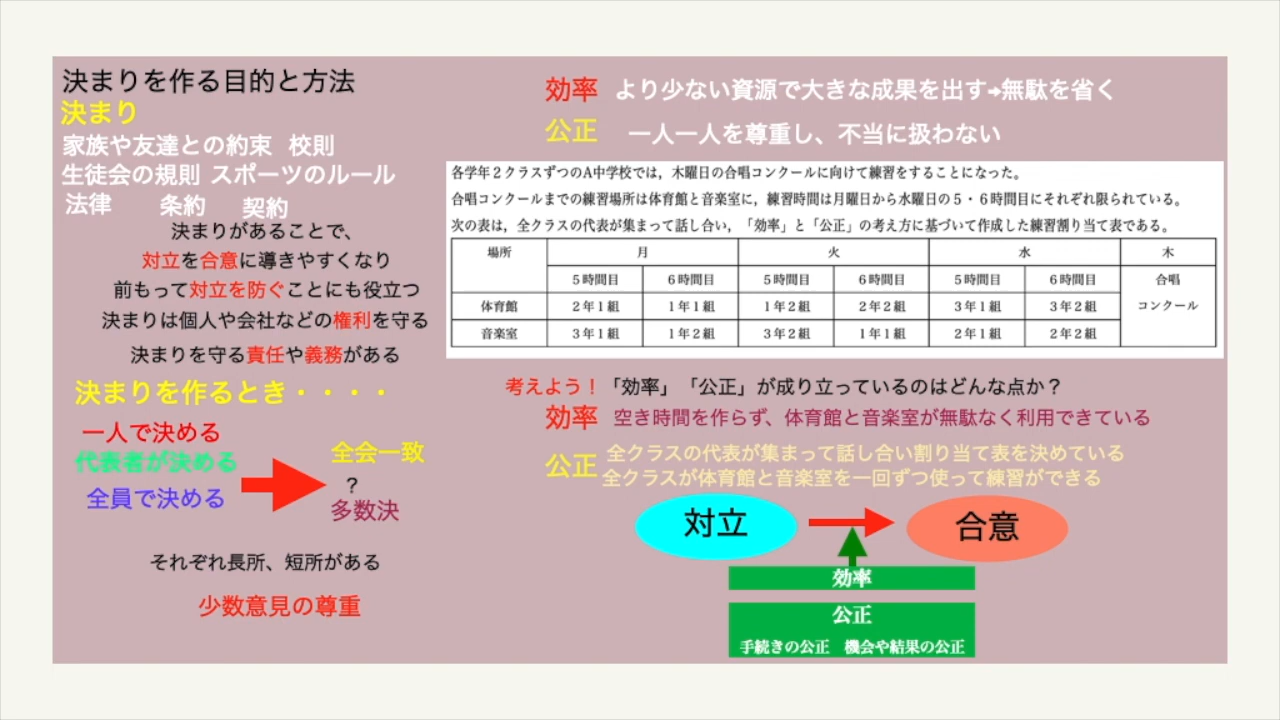 決まりを作る目的と方法
決まり
家族や友達との約束 校則
生徒会の規則 スポーツのルール
法律 条約 契約
決まりがあることで、
対立を合意に導きやすくなり
前もって対立を防ぐことにも役立つ
決まりは個人や会社などの権利を守る
決まりを守る責任や義務がある
決まりを作るとき・・・・
一人で決める
代表者が決める
全員で決める
全会一致
?
多数決
それぞれ長所、短所がある
少数意見の尊重
効率 より少ない資源で大きな成果を出す→無駄を省く
公正 一人一人を尊重し、不当に扱わない
各学年２クラスずつのA中学校では，木曜日の合唱コンクールに向けて練習をすることになった。
合唱コンクールまでの練習場所は体育館と音楽室に，練習時間は月曜日から水曜日の５・６時間目にそれぞれ限られている。
次の表は，全クラスの代表が集まって話し合い，「効率」と「公正」の考え方に基づいて作成した練習割り当て表である。
場所 月 火 水 木
５時間目 ６時間目 ５時間目 ６時間目 ５時間目 ６時間目 合唱
体育館 ２年１組 １年１組 １年２組 ２年２組 ３年１組 ３年２組 コンクール
音楽室 ３年１組 １年２組 ３年２組 １年１組 ２年１組 ２年２組
考えよう！「効率」「公正」が成り立っているのはどんな点か？
効率 空き時間を作らず、体育館と音楽室が無駄なく利用できている
公正 全クラスの代表が集まって話し合い割り当て表を決めている
全クラスが体育館と音楽室を一回ずつ使って練習ができる
対立 合意
効率
公正
手続きの公正 機会や結果の公正